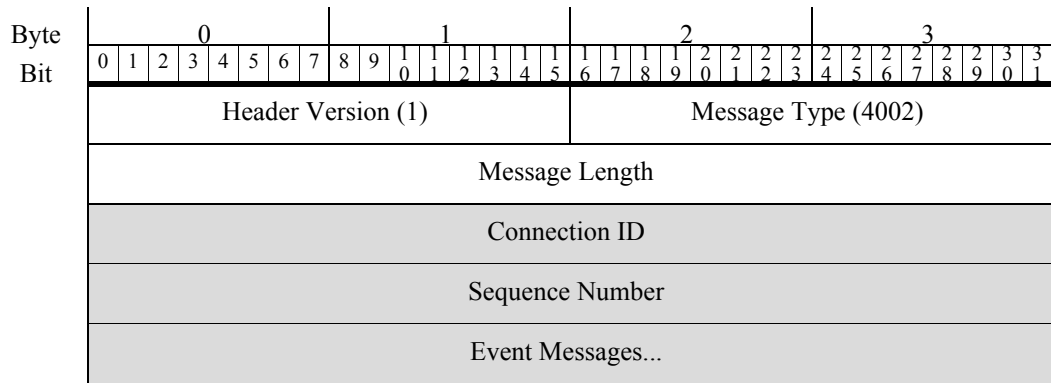 Byte 0 1 2 3
Bit 0 1 2 3 4 5 6 7 8 9 10 11 12 13 14 15 16 17 18 19 20 21 22 23 24 25 26 27 28 29 30 31
Header Version (1) Message Type (4002)
Message Length
Connection ID
Sequence Number
Event Messages...